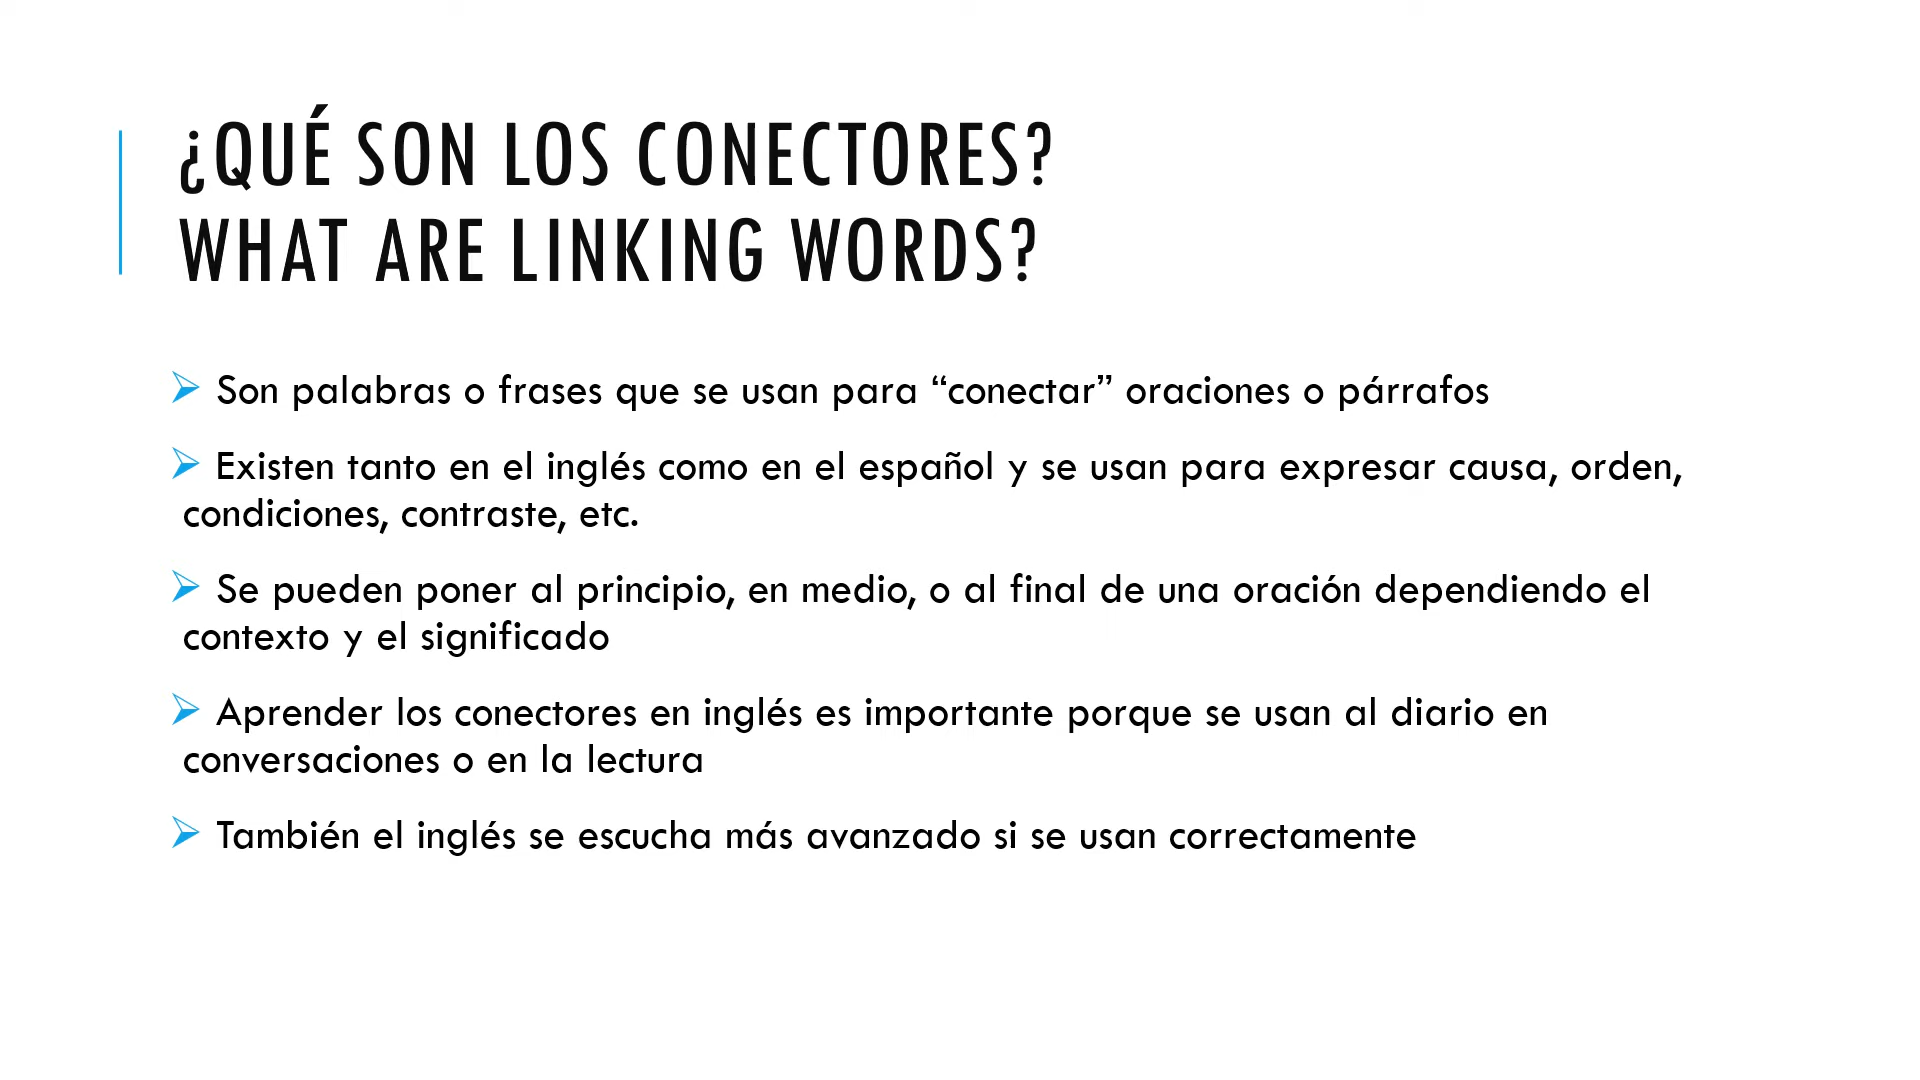 ¿QUÉ SON LOS CONECTORES?
WHAT ARE LINKING WORDS?
Son palabras o frases que se usan para “conectar” oraciones o párrafos
Existen tanto en el inglés como en el español y se usan para expresar causa, orden,
condiciones, contraste, etc.
Se pueden poner al principio, en medio, o al final de una oración dependiendo el
contexto y el significado
Aprender los conectores en inglés es importante porque se usan al diario en
conversaciones o en la lectura
También el inglés se escucha más avanzado si se usan correctamente